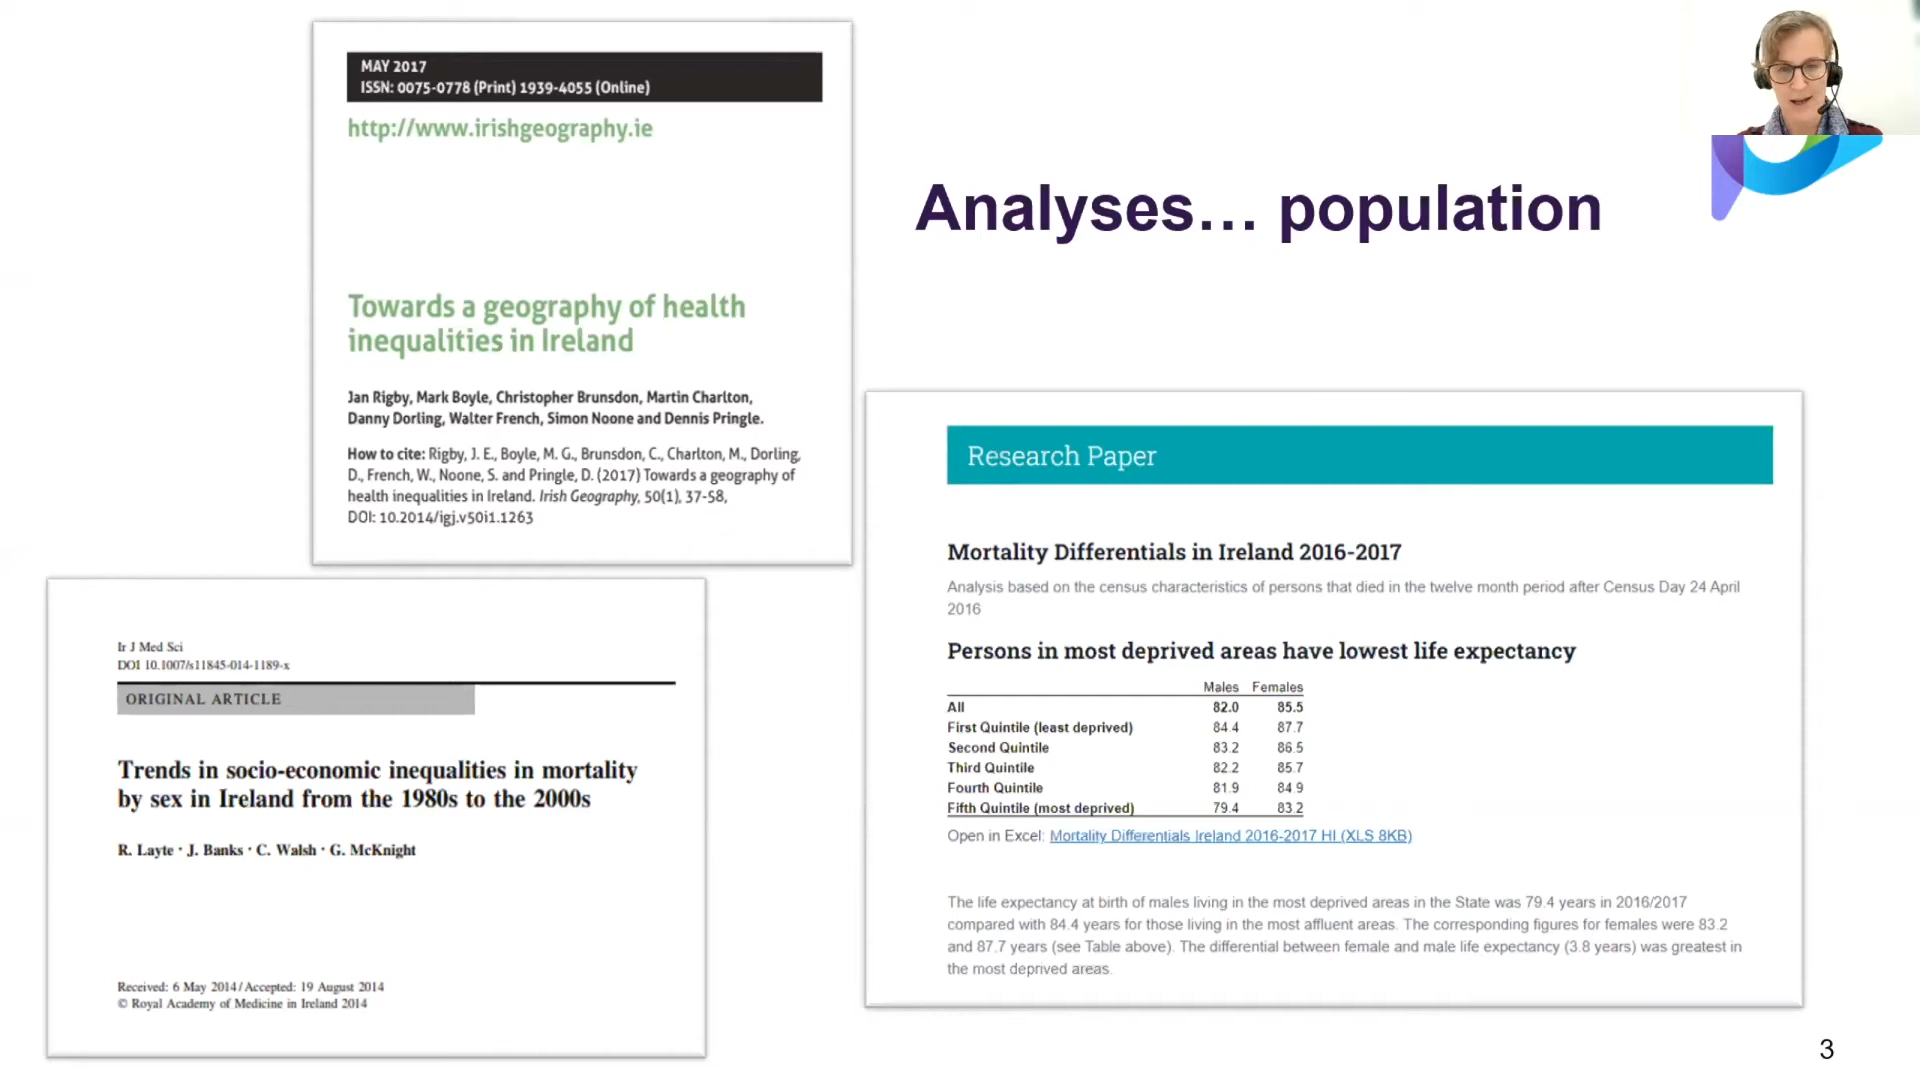 MAY 2017
ISSN: 0075-0778 (Print) 1939-4055 (Online)
http://www.irishgeography.ie
Towards a geography of health
inequalities in Ireland
Jan Rigby, Mark Boyle, Christopher Brunsdon, Martin Charlton,
Danny Dorling, Walter French, Simon Noone and Dennis Pringle.
How to cite: Rigby, J. E., Boyle, M. G., Brunsdon, C., Charlton, M., Dorling,
D., French, W., Noone, S. and Pringle, D. (2017) Towards a geography of
health inequalities in Ireland. Irish Geography, 50(1), 37-58,
DOI: 10.2014/igj.v50i1.1263
Analyses… population
Ir J Med Sci
DOI 10.1007/s11845-014-1189-x
ORIGINAL ARTICLE
Trends in socio-economic inequalities in mortality
by sex in Ireland from the 1980s to the 2000s
R. Layte · J. Banks · C. Walsh · G. McKnight
Received: 6 May 2014 / Accepted: 19 August 2014
© Royal Academy of Medicine in Ireland 2014
Research Paper
Mortality Differentials in Ireland 2016-2017
Analysis based on the census characteristics of persons that died in the twelve month period after Census Day 24 April
2016
Persons in most deprived areas have lowest life expectancy
Males Females
All 82.0 85.5
First Quintile (least deprived) 84.4 87.7
Second Quintile 83.2 86.5
Third Quintile 82.2 85.7
Fourth Quintile 81.9 84.9
Fifth Quintile (most deprived) 79.4 83.2
Open in Excel: Mortality Differentials Ireland 2016-2017 HI (XLS 8KB)
The life expectancy at birth of males living in the most deprived areas in the State was 79.4 years in 2016/2017
compared with 84.4 years for those living in the most affluent areas. The corresponding figures for females were 83.2
and 87.7 years (see Table above). The differential between female and male life expectancy (3.8 years) was greatest in
the most deprived areas.
3